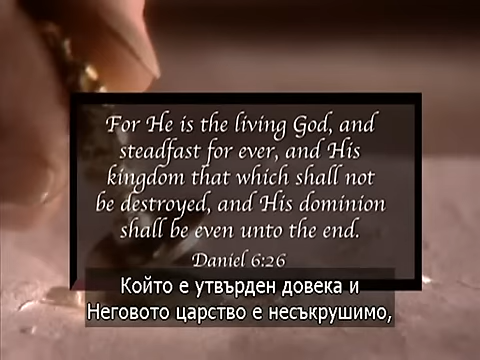 For He is the living God, and
steadfast for ever, and His
kingdom that which shall not
be destroyed, and His dominion
shall be even unto the end.
Daniel 6:26
Който е утвърден довека и
Неговото царство е несъкрушимо,